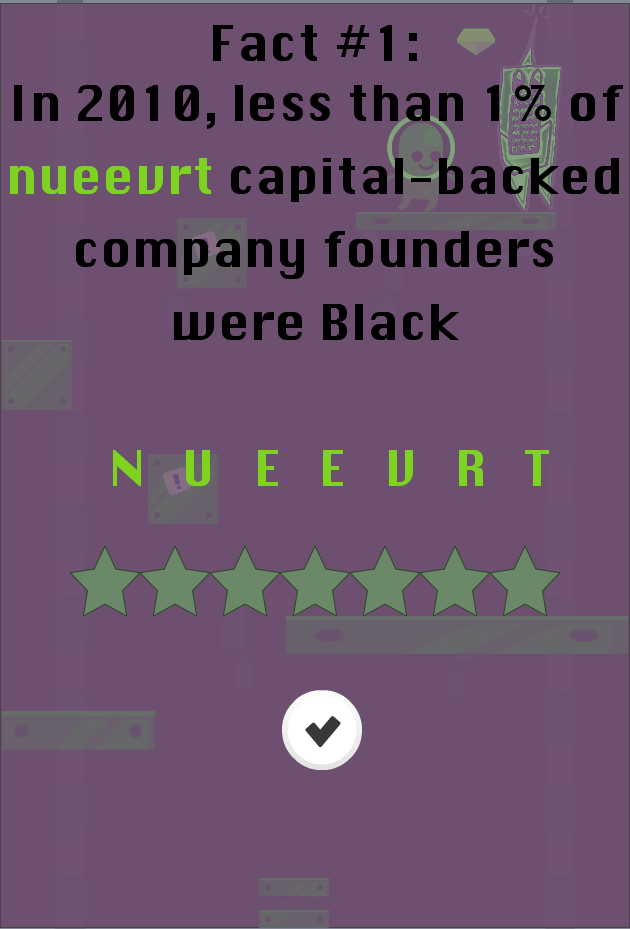 Fact #1:
In 2010, less than 1% of
nueevrt capital-backed
company founders
were Black
N U E E V R T
!